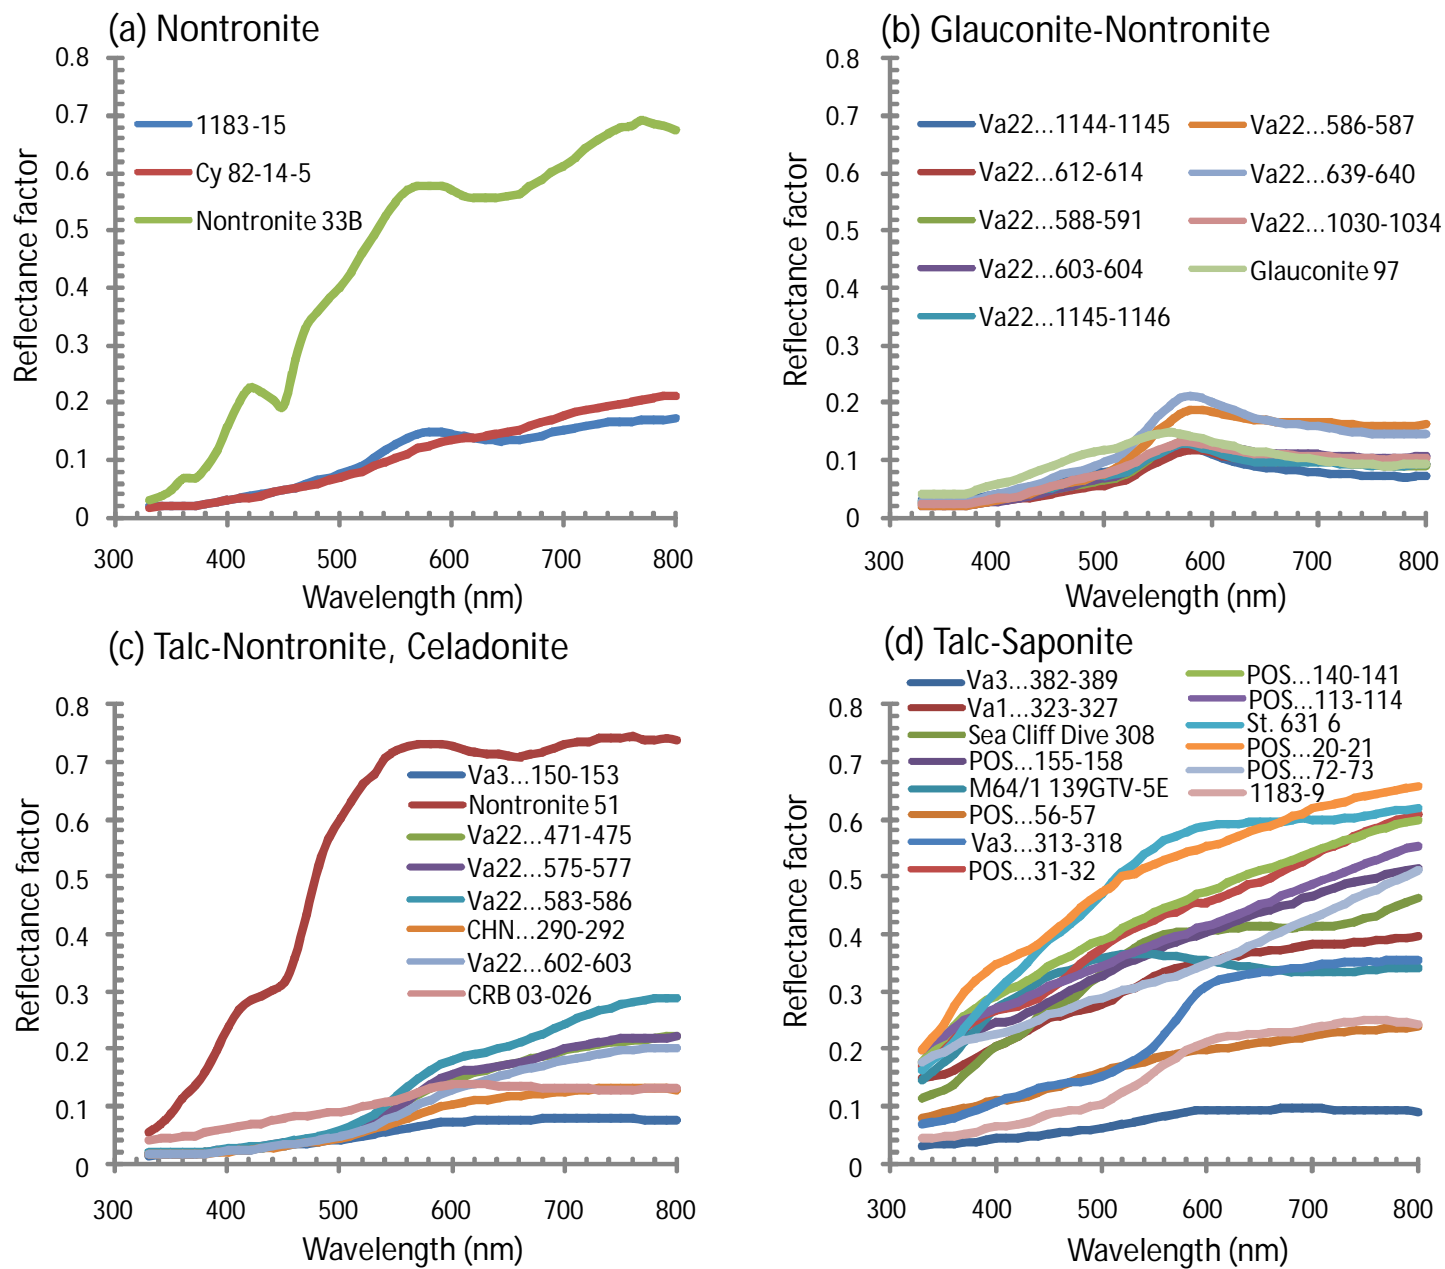 (a) Nontronite
0.8
0.7
0.6
0.5
0.4
0.3
0.2
0.1
0
Reflectance factor
1183-15
Cy 82-14-5
Nontronite 33B
300 400 500 600 700 800
Wavelength (nm)
(b) Glauconite-Nontronite
0.8
0.7
0.6
0.5
0.4
0.3
0.2
0.1
0
Reflectance factor
Va22...1144-1145
Va22...612-614
Va22...588-591
Va22...603-604
Va22...1145-1146
Va22...586-587
Va22...639-640
Va22...1030-1034
Glauconite 97
300 400 500 600 700 800
Wavelength (nm)
(c) Talc-Nontronite, Celadonite
0.8
0.7
0.6
0.5
0.4
0.3
0.2
0.1
0
Reflectance factor
Va3...150-153
Nontronite 51
Va22...471-475
Va22...575-577
Va22...583-586
CHN...290-292
Va22...602-603
CRB 03-026
300 400 500 600 700 800
Wavelength (nm)
(d) Talc-Saponite
0.8
0.7
0.6
0.5
0.4
0.3
0.2
0.1
0
Reflectance factor
Va3...382-389
Va1...323-327
Sea Cliff Dive 308
POS...155-158
M64/1 139GTV-5E
POS...56-57
Va3...313-318
POS...31-32
POS...140-141
POS...113-114
St. 631 6
POS...20-21
POS...72-73
1183-9
300 400 500 600 700 800
Wavelength (nm)